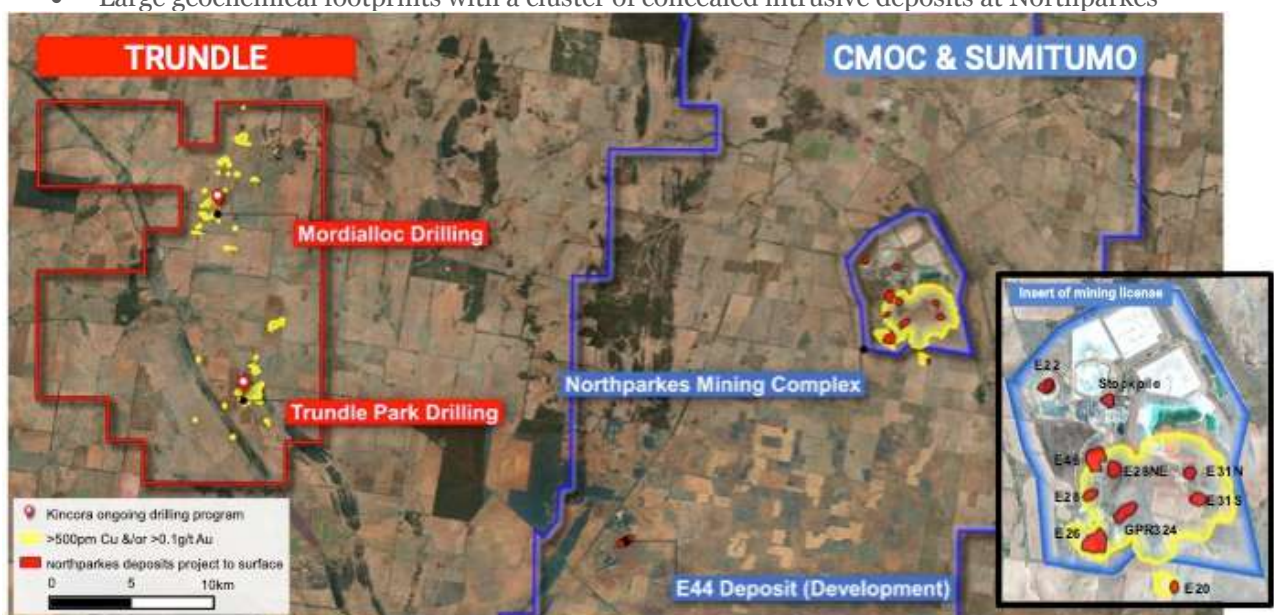 • Large geochemical footprints with a cluster of concealed intrusive deposits at Northparkes
TRUNDLE
CMOC & SUMITUMO
Mordialloc Drilling
Northparkes Mining Complex
Trundle Park Drilling
E44 Deposit (Development)
Kincora ongoing drilling program
>500pm Cu &/or >0.1g/t Au
Northparkes deposits project to surface
0 5 10km
Insert of mining license
E22
Stockpile
E48
E28NE
E31N
E28
E31S
GPR324
E26
E20